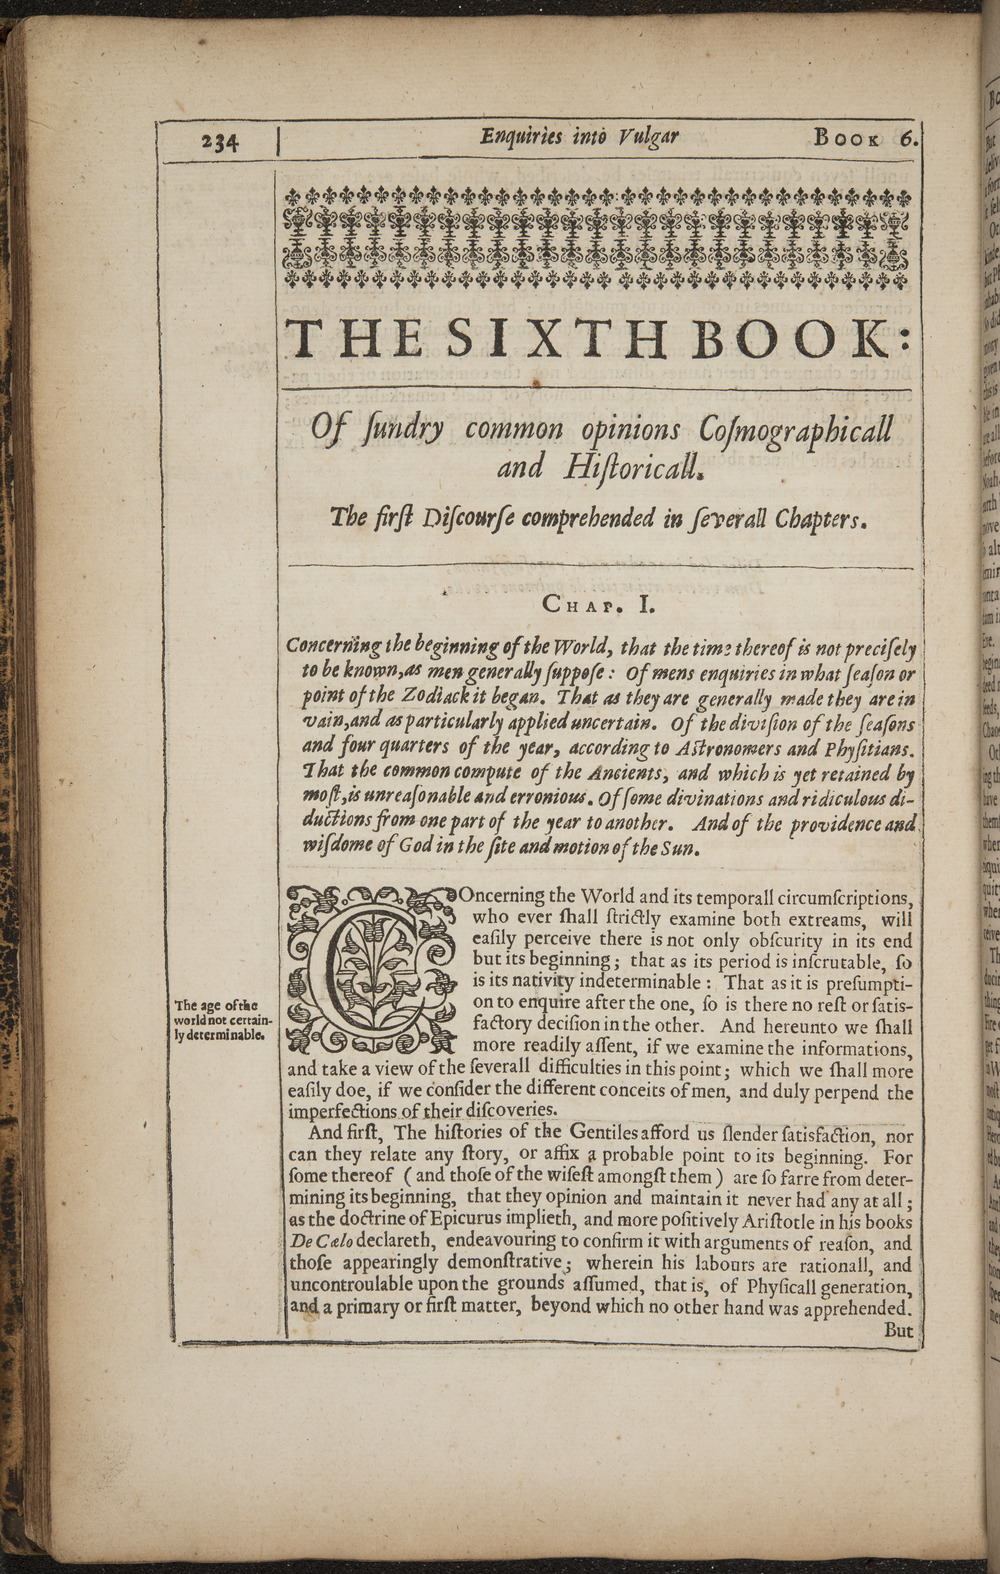 234
Enquiries into Vulgar
Book 6.
THE SIXTH BOOK:
Of ſundry common opinions Coſmographicall
and Hiſtoricall.
The firſt Diſcourſe comprehended in ſeverall Chapters.
Chap. I.
Concerning the beginning of the World, that the time thereof is not preciſely
to be known, as men generally ſuppoſe: Of mens enquiries in what ſeaſon or
point of the Zodiack it began. That as they are generally made they are in
vain, and as particularly applied uncertain. Of the diviſion of the ſeaſons
and four quarters of the year, according to Aſtronomers and Phyſitians.
That the common compute of the Ancients, and which is yet retained by
moſt, is unreaſonable and erronious. Of ſome divinations and ridiculous di-
ductions from one part of the year to another. And of the providence and
wiſdome of God in the ſite and motion of the Sun.
COncerning the World and its temporall circumſcriptions,
who ever ſhall ſtrictly examine both extreams, will
eaſily perceive there is not only obſcurity in its end
but its beginning; that as its period is inſcrutable, ſo
is its nativity indeterminable: That as it is preſumpti-
on to enquire after the one, ſo is there no reſt or ſatis-
factory deciſion in the other. And hereunto we ſhall
more readily aſſent, if we examine the informations,
and take a view of the ſeverall difficulties in this point; which we ſhall more
eaſily doe, if we conſider the different conceits of men, and duly perpend the
imperfections of their diſcoveries.
The age of the
world not certain-
ly determinable.
And firſt, The hiſtories of the Gentiles afford us ſlender ſatisfaction, nor
can they relate any ſtory, or affix a probable point to its beginning. For
ſome thereof (and thoſe of the wiſeſt amongſt them) are ſo farre from deter-
mining its beginning, that they opinion and maintain it never had any at all;
as the doctrine of Epicurus implieth, and more poſitively Ariſtotle in his books
De Cælo declareth, endeavouring to confirm it with arguments of reaſon, and
thoſe appearingly demonſtrative; wherein his labours are rationall, and
uncontroulable upon the grounds aſſumed, that is, of Phyſicall generation,
and a primary or firſt matter, beyond which no other hand was apprehended.
But